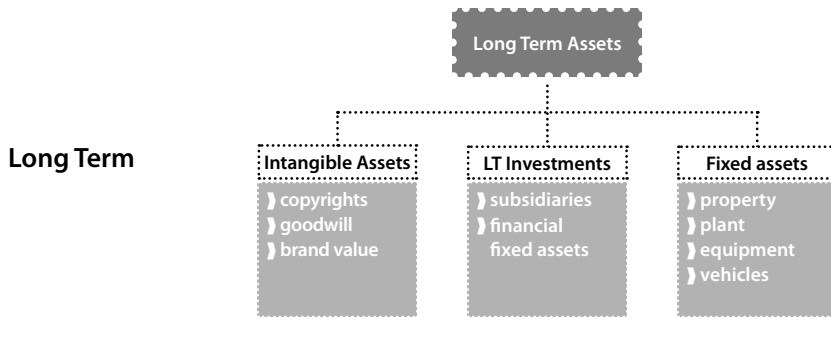 Long Term Assets
Long Term
Intangible Assets
LT Investments
Fixed assets
❫ copyrights
❫ goodwill
❫ brand value
❫ subsidiaries
❫ financial
fixed assets
❫ property
❫ plant
❫ equipment
❫ vehicles